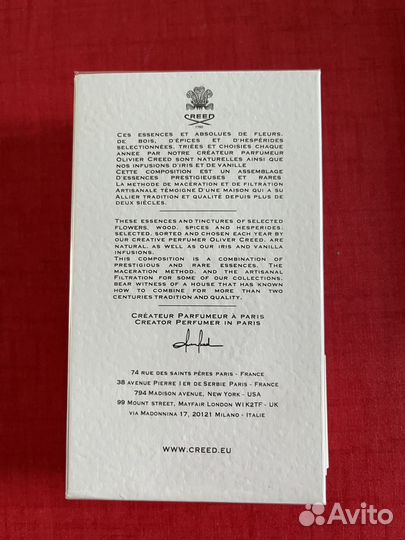 CREED
1760
CES ESSENCES ET ABSOLUES DE FLEURS,
DE BOIS, D'ÉPICES ET D'HESPÉRIDES
SELECTIONNÉES, TRIÉES ET CHOISIES CHAQUE
ANNEE PAR NOTRE CRÉATEUR PARFUMEUR
OLIVIER CREED SONT NATURELLES AINSI QUE
NOS INFUSIONS D'IRIS ET DE VANILLE
CETTE COMPOSITION EST UN ASSEMBLAGE
D'ESSENCES PRESTIGIEUSES ET RARES
LA METHODE DE MACÉRATION ET DE FILTRATION
ARTISANALE TÉMOIGNE D'UNE MAISON QUI A SU
ALLIER TRADITION ET QUALITÉ DEPUIS PLUS DE
DEUX SIÈCLES.
THESE ESSENCES AND TINCTURES OF SELECTED
FLOWERS, WOOD, SPICES AND HESPERIDES,
SELECTED, SORTED AND CHOSEN EACH YEAR BY
OUR CREATIVE PERFUMER OLIVER CREED, ARE
NATURAL, AS WELL AS OUR IRIS AND VANILLA
INFUSIONS.
THIS COMPOSITION IS A COMBINATION OF
PRESTIGIOUS AND RARE ESSENCES. THE
MACERATION METHOD, AND THE ARTISANAL
FILTRATION FOR SOME OF OUR COLLECTIONS,
BEAR WITNESS OF A HOUSE THAT HAS KNOWN
HOW TO COMBINE FOR MORE THAN TWO
CENTURIES TRADITION AND QUALITY.
CRÉATEUR PARFUMEUR À PARIS
CREATOR PERFUMER IN PARIS
74 RUE DES SAINTS PÉRES PARIS - FRANCE
38 AVENUE PIERRE I ER DE SERBIE PARIS - FRANCE
794 MADISON AVENUE, NEW YORK - USA
99 MOUNT STREET, MAYFAIR LONDON W1K2TF - UK
VIA MADONNINA 17, 20121 MILANO - ITALIE
WWW.CREED.EU
Avito